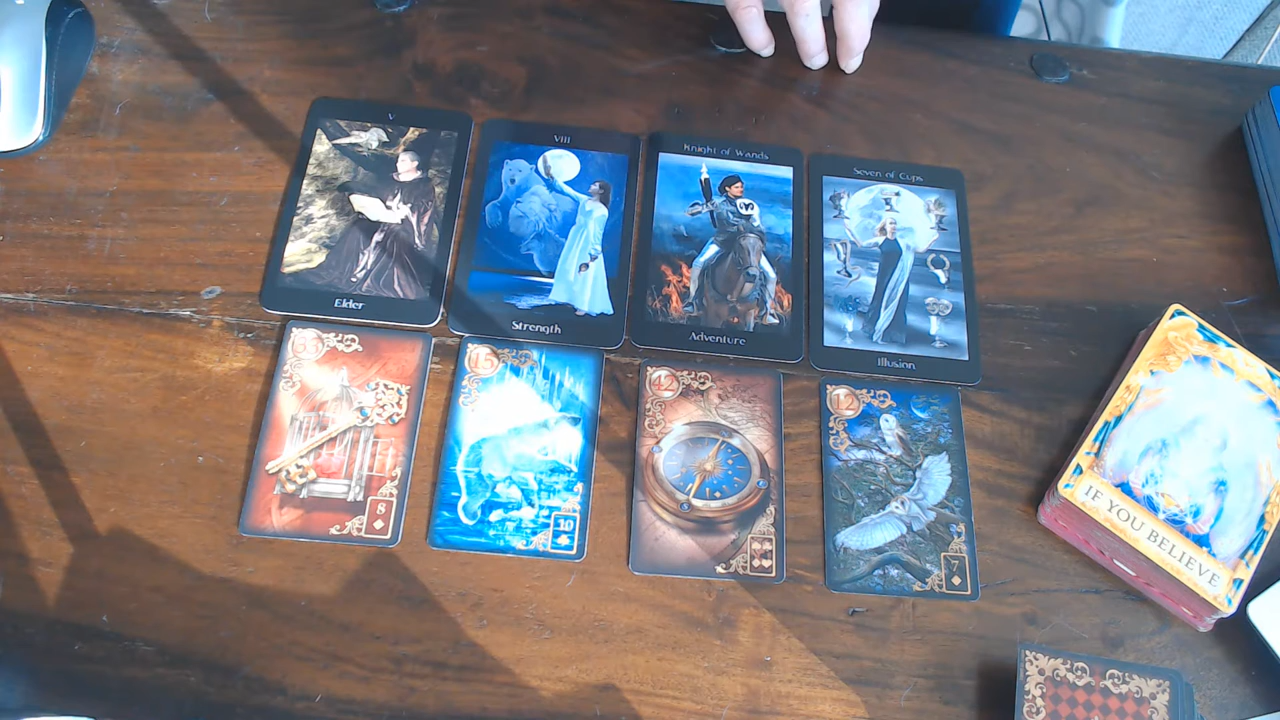 V
VIII
Knight of Wands
Seven of Cups
Elder
Strength
Adventure
Illusion
15
42
12
8
10
7
IF YOU BELIEVE